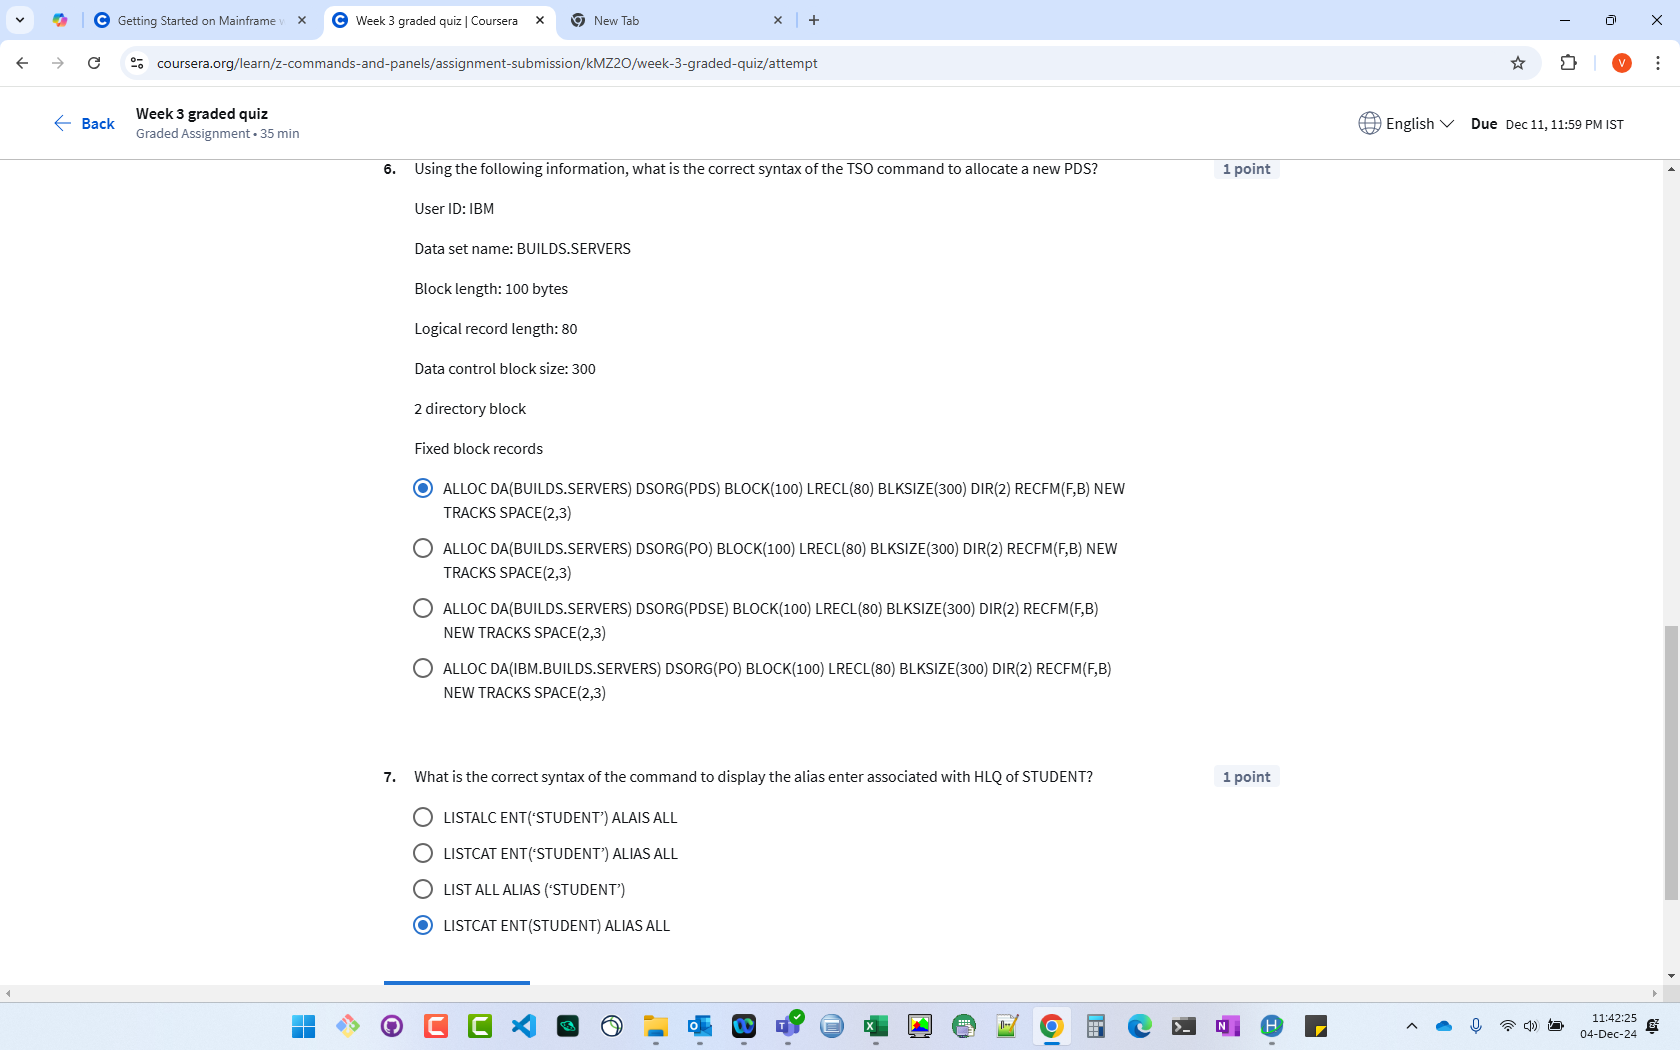 Getting Started on Mainframe w
Week 3 graded quiz | Coursera
New Tab
coursera.org/learn/z-commands-and-panels/assignment-submission/kMZ2O/week-3-graded-quiz/attempt
V
Back
Week 3 graded quiz
Graded Assignment • 35 min
English
Due Dec 11, 11:59 PM IST
6. Using the following information, what is the correct syntax of the TSO command to allocate a new PDS?
1 point
User ID: IBM
Data set name: BUILDS.SERVERS
Block length: 100 bytes
Logical record length: 80
Data control block size: 300
2 directory block
Fixed block records
ALLOC DA(BUILDS.SERVERS) DSORG(PDS) BLOCK(100) LRECL(80) BLKSIZE(300) DIR(2) RECFM(F,B) NEW
TRACKS SPACE(2,3)
ALLOC DA(BUILDS.SERVERS) DSORG(PO) BLOCK(100) LRECL(80) BLKSIZE(300) DIR(2) RECFM(F,B) NEW
TRACKS SPACE(2,3)
ALLOC DA(BUILDS.SERVERS) DSORG(PDSE) BLOCK(100) LRECL(80) BLKSIZE(300) DIR(2) RECFM(F,B)
NEW TRACKS SPACE(2,3)
ALLOC DA(IBM.BUILDS.SERVERS) DSORG(PO) BLOCK(100) LRECL(80) BLKSIZE(300) DIR(2) RECFM(F,B)
NEW TRACKS SPACE(2,3)
7. What is the correct syntax of the command to display the alias enter associated with HLQ of STUDENT?
1 point
LISTALC ENT(‘STUDENT’) ALAIS ALL
LISTCAT ENT(‘STUDENT’) ALIAS ALL
LIST ALL ALIAS (‘STUDENT’)
LISTCAT ENT(STUDENT) ALIAS ALL
11:42:25
04-Dec-24